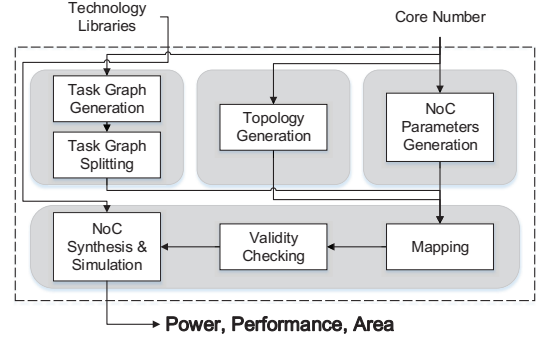 Technology
Libraries
Core Number
Task Graph
Generation
Task Graph
Splitting
Topology
Generation
NoC
Parameters
Generation
NoC
Synthesis &
Simulation
Validity
Checking
Mapping
Power, Performance, Area